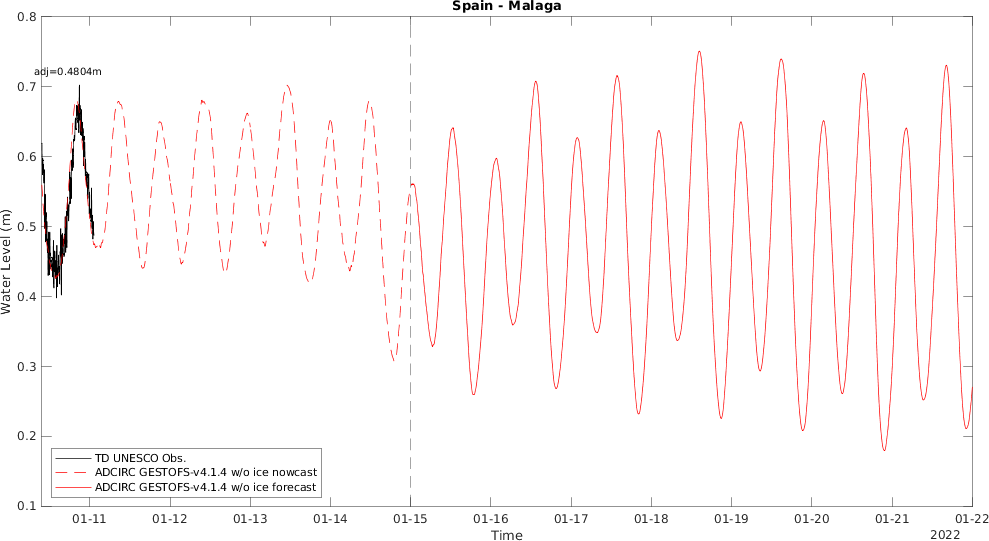 Spain - Malaga
adj=0.4804m
Water Level (m)
0.8
0.7
0.6
0.5
0.4
0.3
0.2
0.1
TD UNESCO Obs.
ADCIRC GESTOFS-v4.1.4 w/o ice nowcast
ADCIRC GESTOFS-v4.1.4 w/o ice forecast
01-11 01-12 01-13 01-14 01-15 01-16 01-17 01-18 01-19 01-20 01-21 01-22
Time
2022